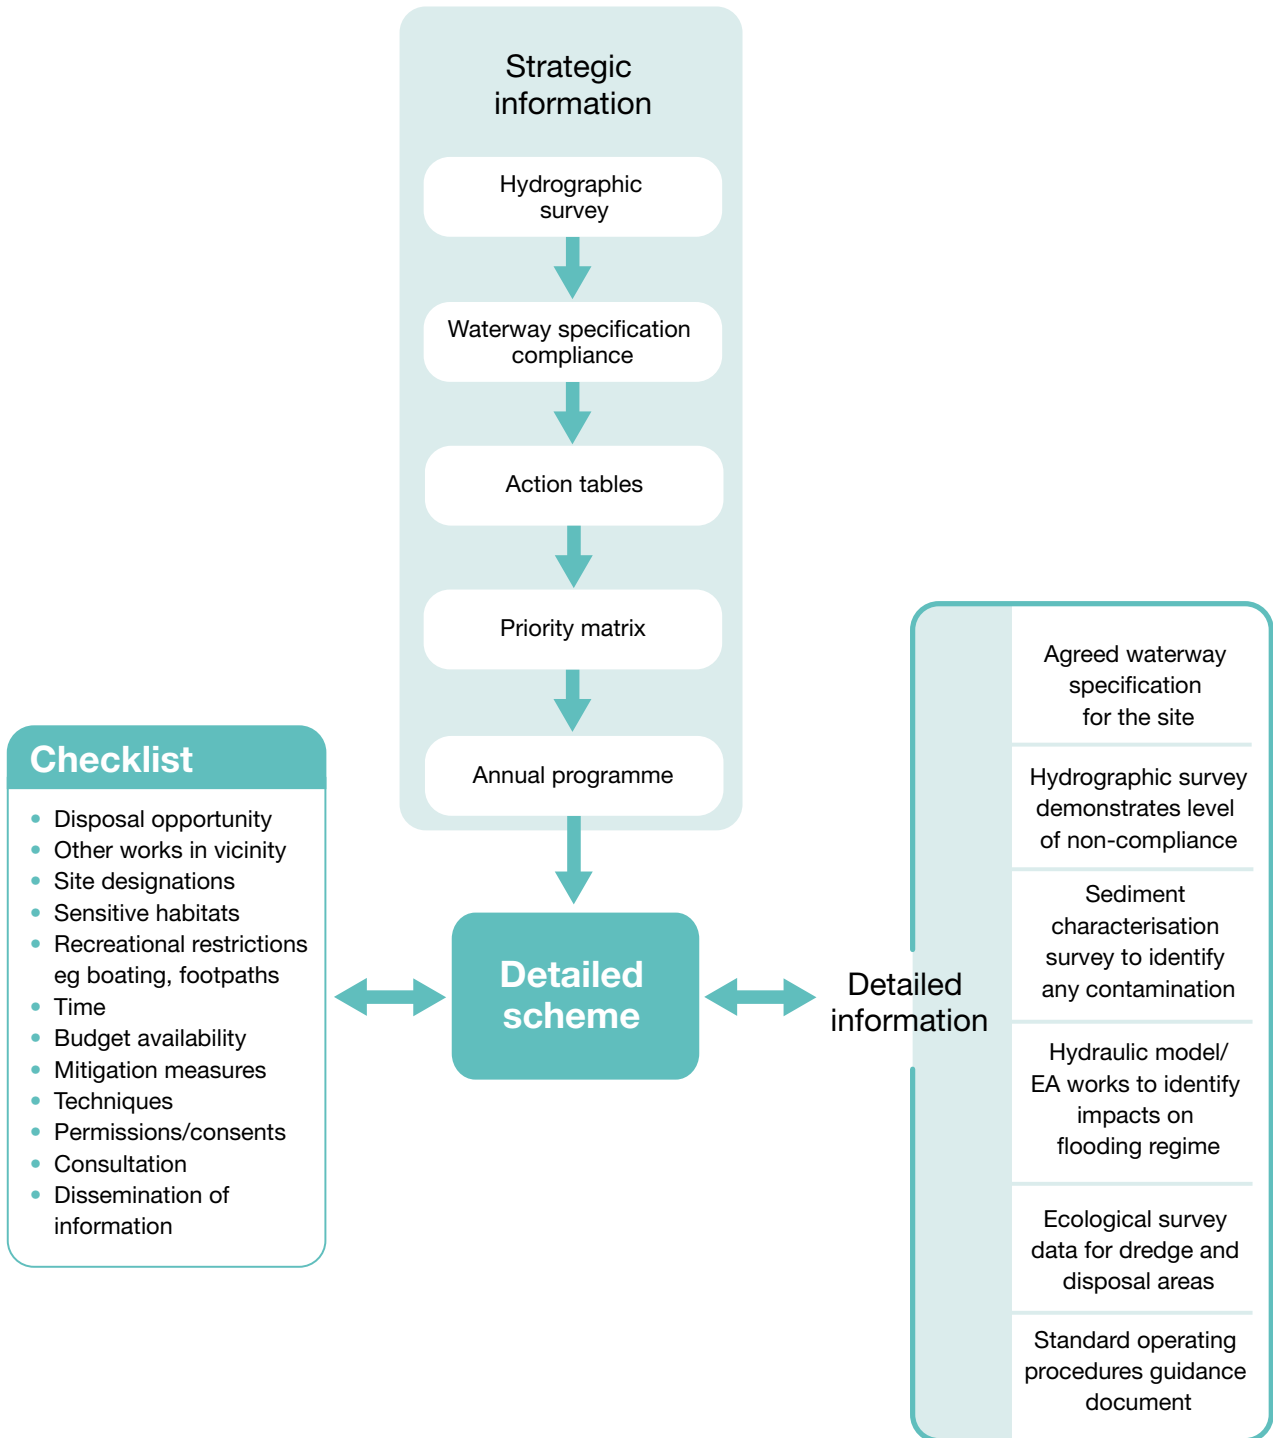 Strategic
information
Hydrographic
survey
Waterway specification
compliance
Action tables
Priority matrix
Annual programme
Checklist
• Disposal opportunity
• Other works in vicinity
• Site designations
• Sensitive habitats
• Recreational restrictions
eg boating, footpaths
• Time
• Budget availability
• Mitigation measures
• Techniques
• Permissions/consents
• Consultation
• Dissemination of
information
Detailed
scheme
Detailed
information
Agreed waterway
specification
for the site
Hydrographic survey
demonstrates level
of non-compliance
Sediment
characterisation
survey to identify
any contamination
Hydraulic model/
EA works to identify
impacts on
flooding regime
Ecological survey
data for dredge and
disposal areas
Standard operating
procedures guidance
document